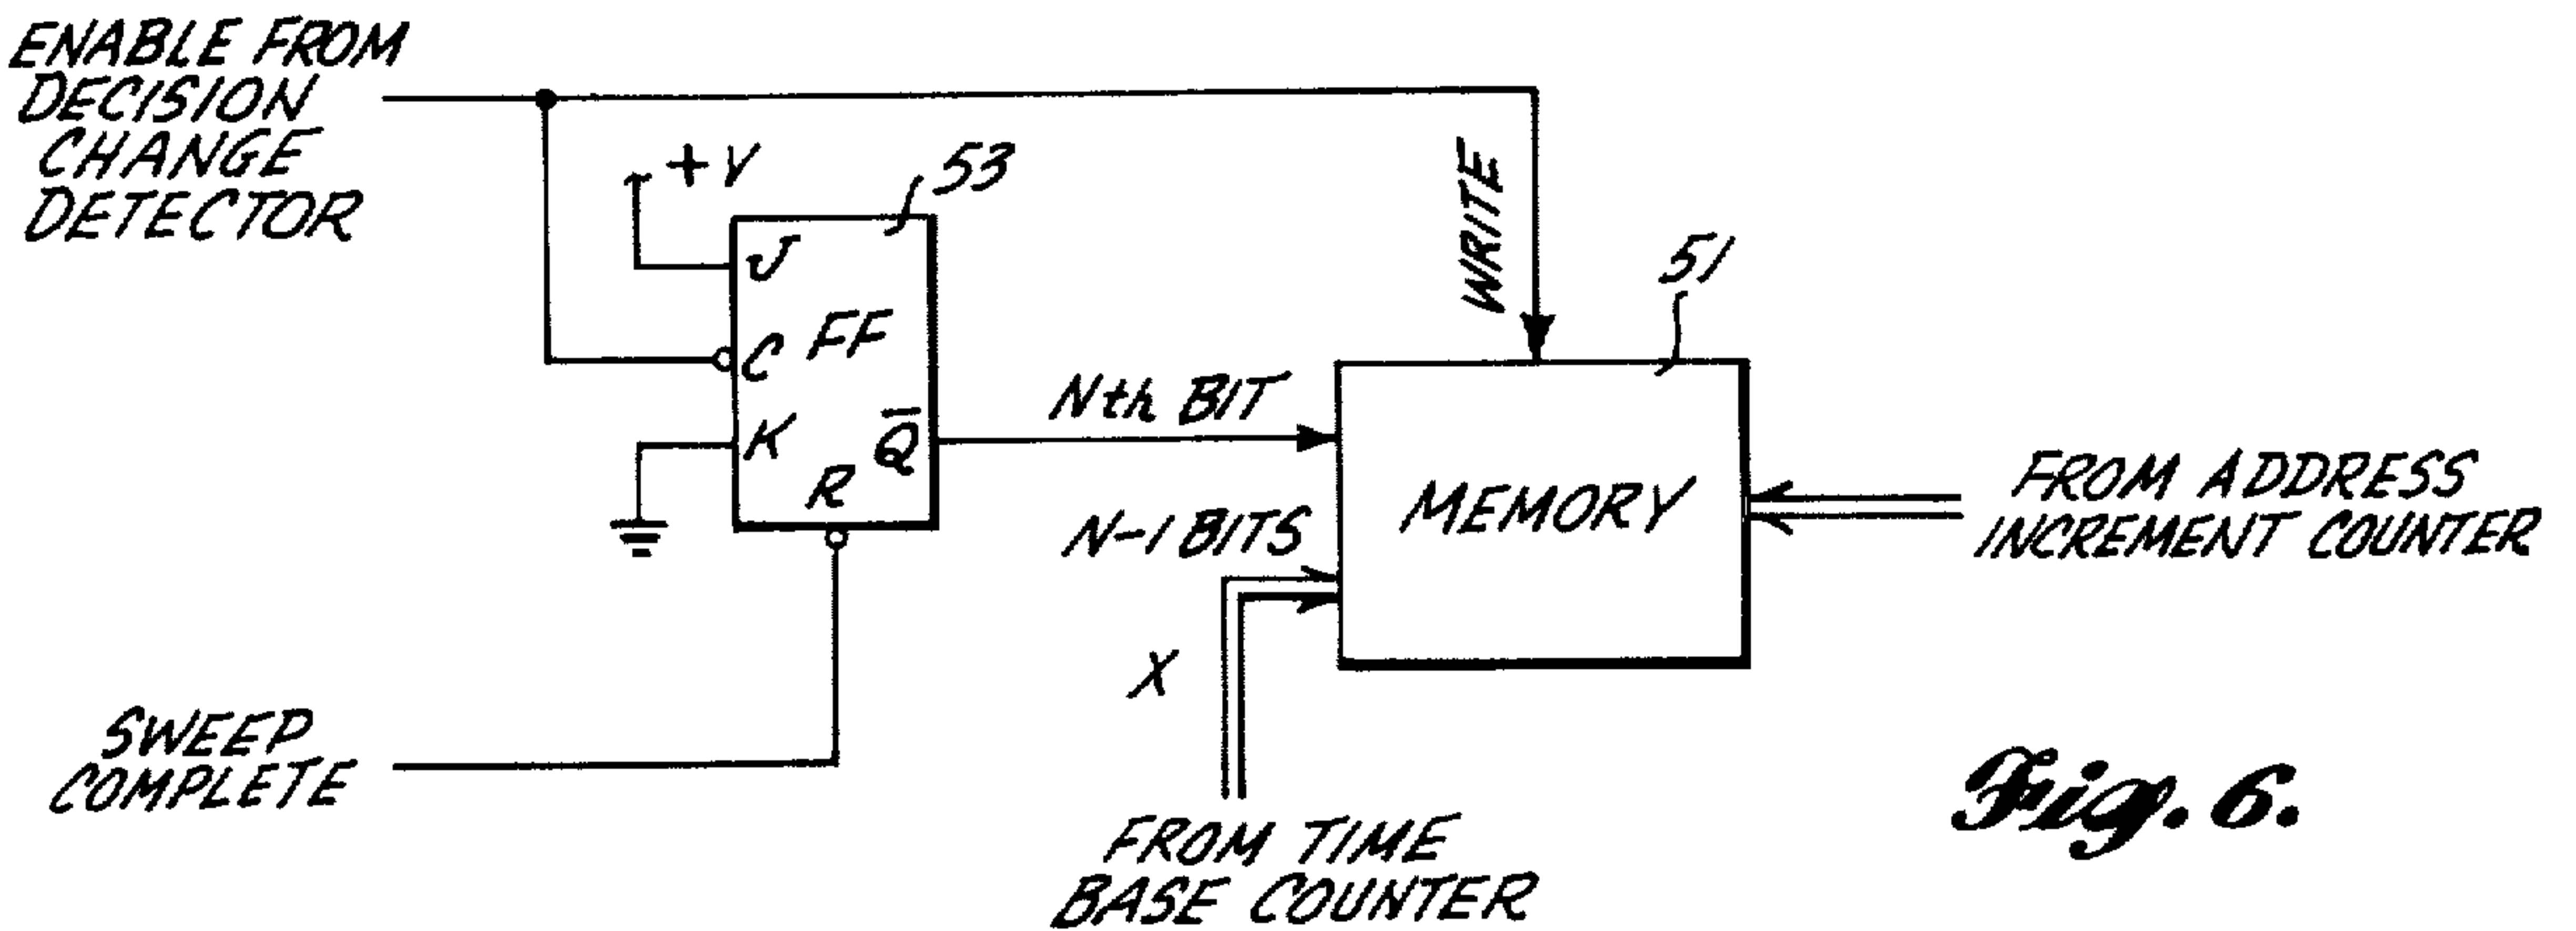 ENABLE FROM
DECISION
CHANGE
DETECTOR
+V
53
J
C
FF
K
Q̅
R
WRITE
51
Nth BIT
N-1 BITS
MEMORY
X
FROM ADDRESS
INCREMENT COUNTER
SWEEP
COMPLETE
FROM TIME
BASE COUNTER
Fig. 6.